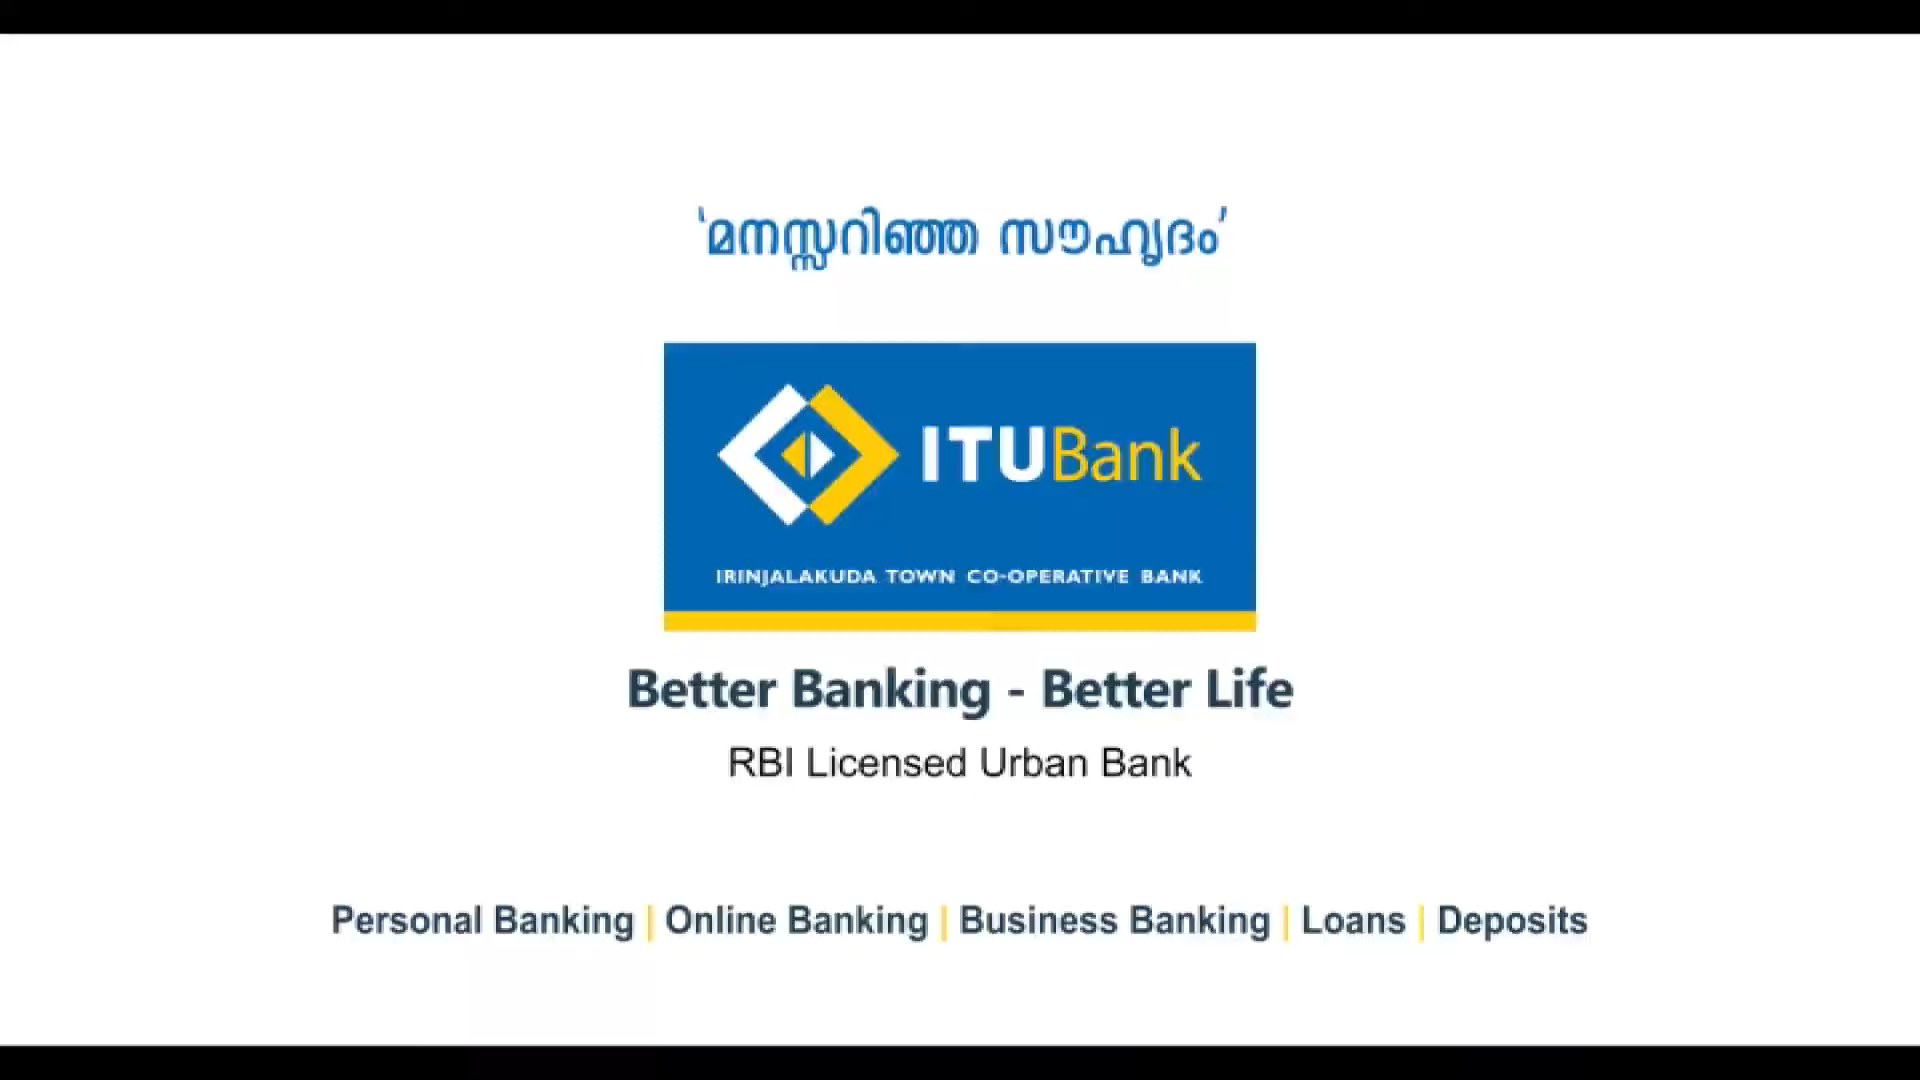 ‘മനസ്സറിഞ്ഞ സൗഹൃദം’
ITUBank
IRINJALAKUDA TOWN CO-OPERATIVE BANK
Better Banking - Better Life
RBI Licensed Urban Bank
Personal Banking | Online Banking | Business Banking | Loans | Deposits